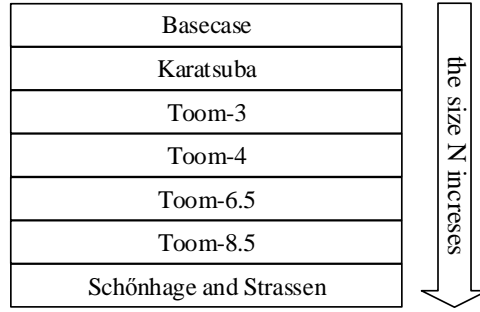 Basecase
Karatsuba
Toom-3
Toom-4
Toom-6.5
Toom-8.5
Schőnhage and Strassen
the size N increses